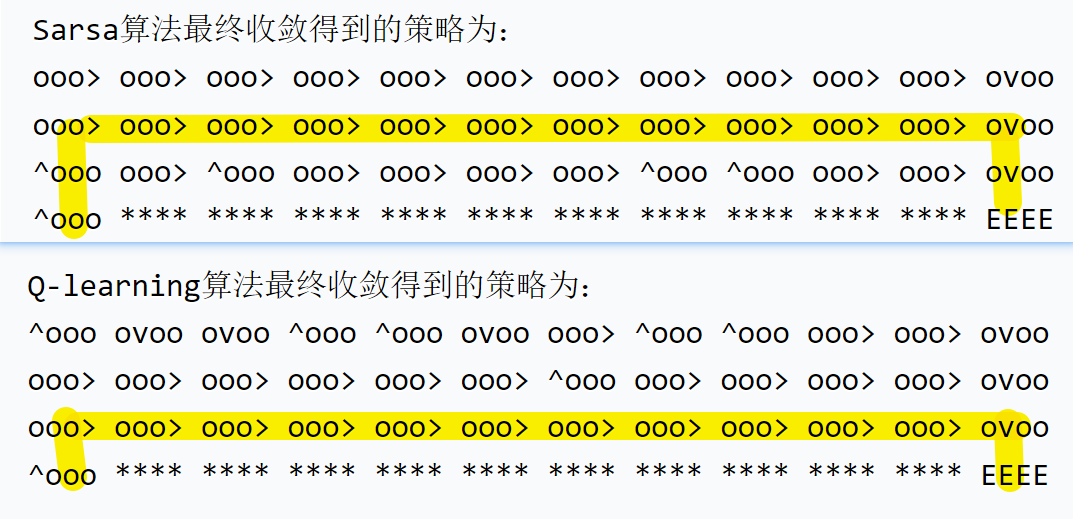 Sarsa算法最终收敛得到的策略为：
ooo> ooo> ooo> ooo> ooo> ooo> ooo> ooo> ooo> ooo> ooo> ovoo
ooo> ooo> ooo> ooo> ooo> ooo> ooo> ooo> ooo> ooo> ooo> ovoo
^ooo ooo> ^ooo ooo> ooo> ooo> ooo> ^ooo ^ooo ooo> ooo> ovoo
^ooo **** **** **** **** **** **** **** **** **** **** EEEE
Q-learning算法最终收敛得到的策略为：
^ooo ovoo ovoo ^ooo ^ooo ovoo ooo> ^ooo ^ooo ooo> ooo> ovoo
ooo> ooo> ooo> ooo> ooo> ooo> ^ooo ooo> ooo> ooo> ooo> ovoo
ooo> ooo> ooo> ooo> ooo> ooo> ooo> ooo> ooo> ooo> ooo> ovoo
^ooo **** **** **** **** **** **** **** **** **** **** EEEE